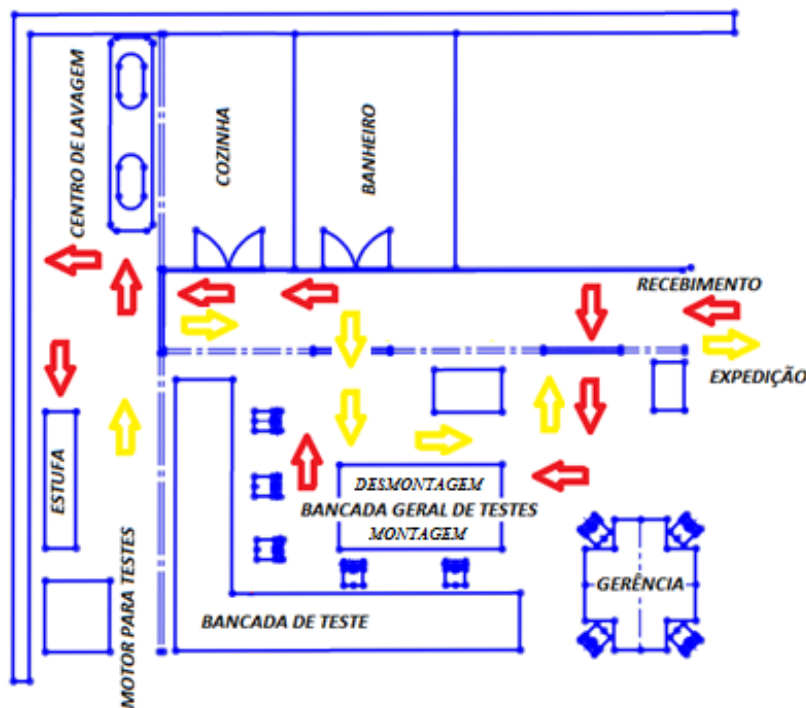 CENTRO DE LAVAGEM
COZINHA
BANHEIRO
RECEBIMENTO
EXPEDIÇÃO
ESTUFA
DESMONTAGEM
BANCADA GERAL DE TESTES
MONTAGEM
GERÊNCIA
BANCADA DE TESTE
MOTOR PARA TESTES